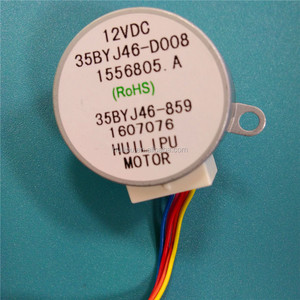 12VDC
35BYJ46-D008
1556805.A
(RoHS)
35BYJ46-859
1607076
HUILIPU
MOTOR